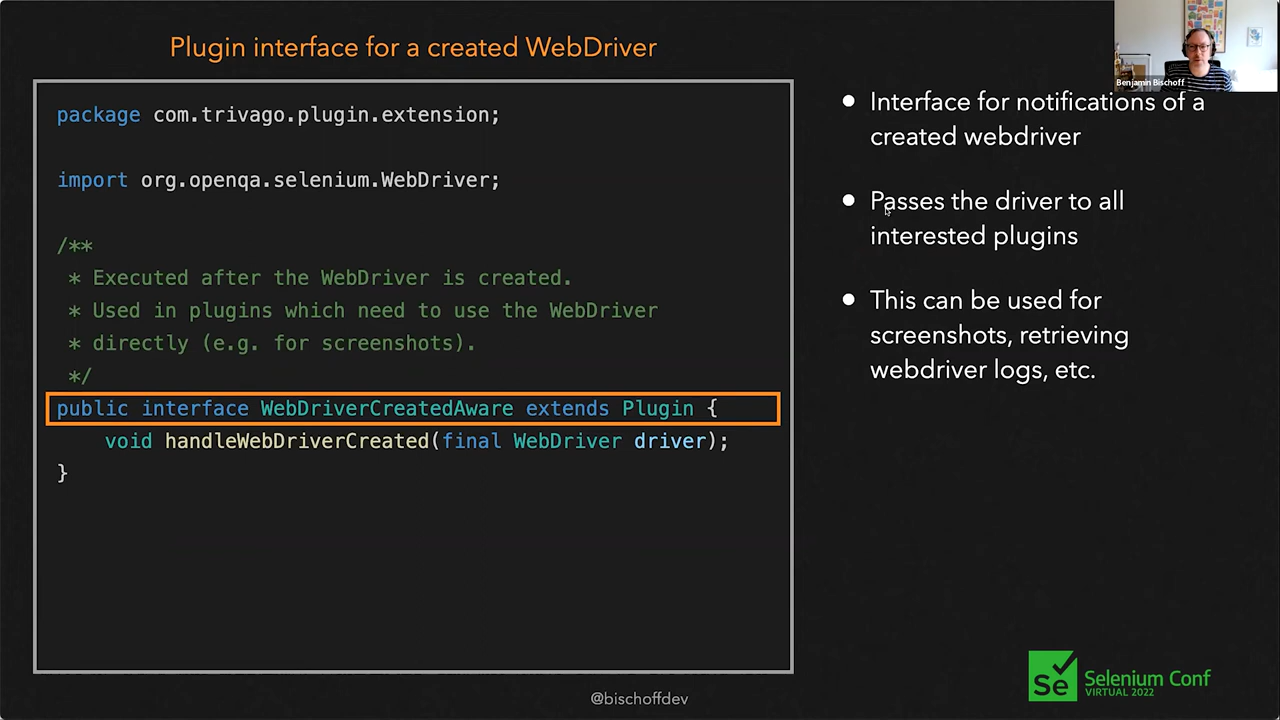 Plugin interface for a created WebDriver
package com.trivago.plugin.extension;
import org.openqa.selenium.WebDriver;
/**
* Executed after the WebDriver is created.
* Used in plugins which need to use the WebDriver
* directly (e.g. for screenshots).
*/
public interface WebDriverCreatedAware extends Plugin {
void handleWebDriverCreated(final WebDriver driver);
}
Benjamin Bischoff
• Interface for notifications of a
created webdriver
• Passes the driver to all
interested plugins
• This can be used for
screenshots, retrieving
webdriver logs, etc.
@bischoffdev
Se
Selenium Conf
VIRTUAL 2022